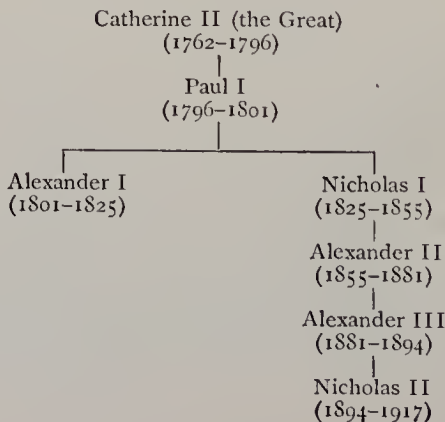 Catherine II (the Great)
(1762–1796)
Paul I
(1796–1801)
Alexander I
(1801–1825)
Nicholas I
(1825–1855)
Alexander II
(1855–1881)
Alexander III
(1881–1894)
Nicholas II
(1894–1917)